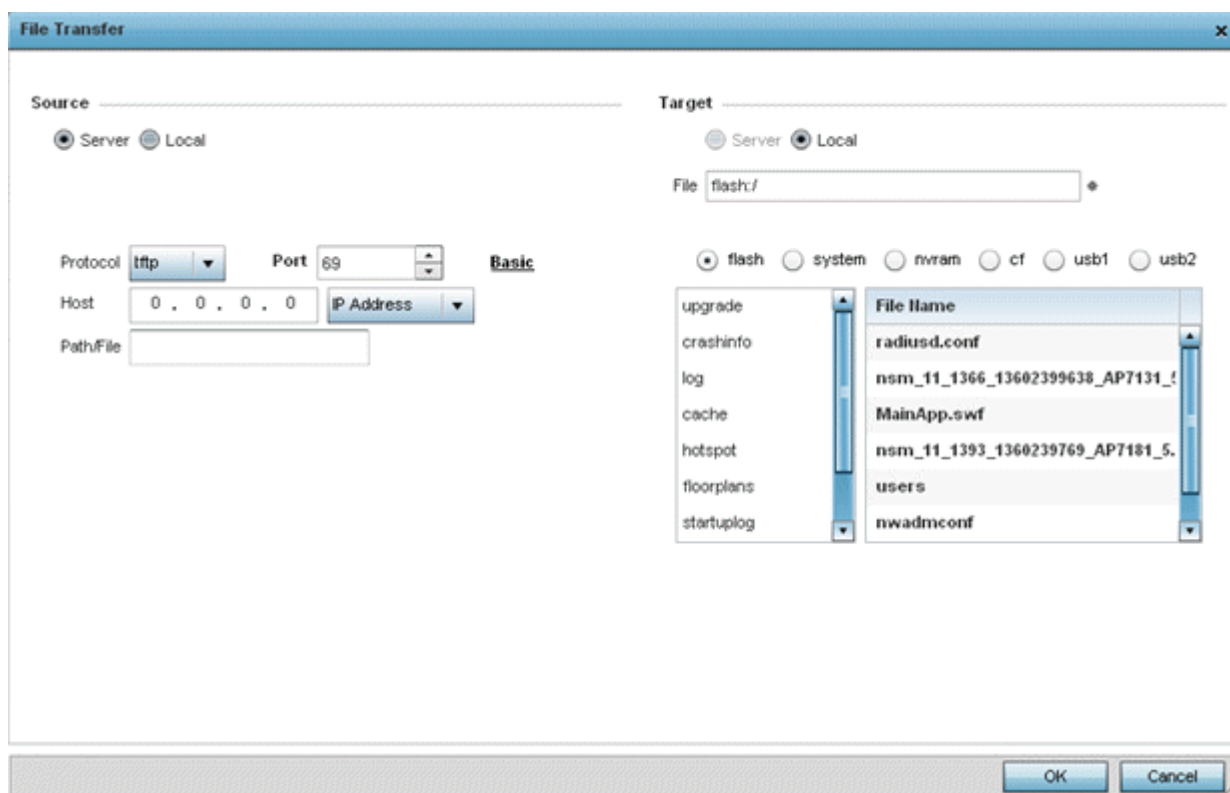 File Transfer
Source
Server Local
Protocol tftp Port 69 Basic
Host 0 . 0 . 0 . 0 IP Address
Path/File
Target
Server Local
File flash:/
flash system nvram cf usb1 usb2
upgrade
crashinfo
log
cache
hotspot
floorplans
startuplog
File Name
radiusd.conf
nsm_11_1366_13602399638_AP7131_5
MainApp.swf
nsm_11_1393_1360239769_AP7181_5.
users
nwadmconf
OK Cancel